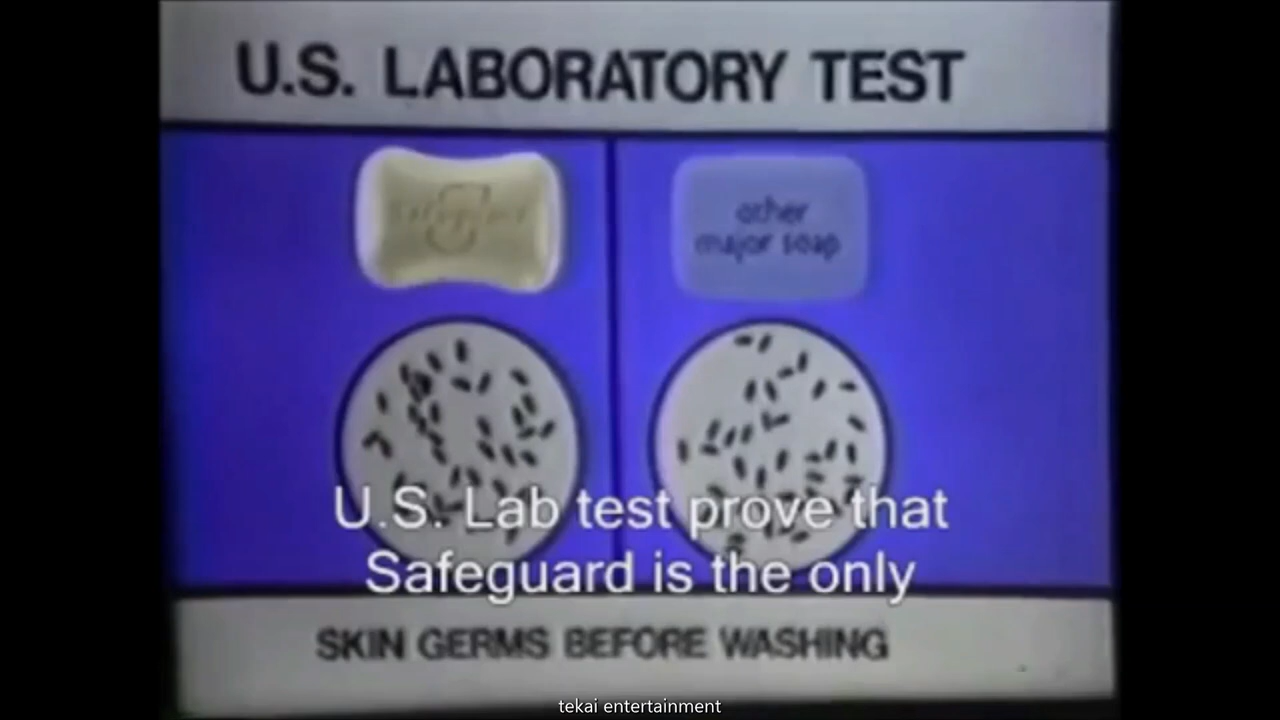 U.S. LABORATORY TEST
Safeguard
other
major soap
U.S. Lab test prove that
Safeguard is the only
SKIN GERMS BEFORE WASHING
tekai entertainment